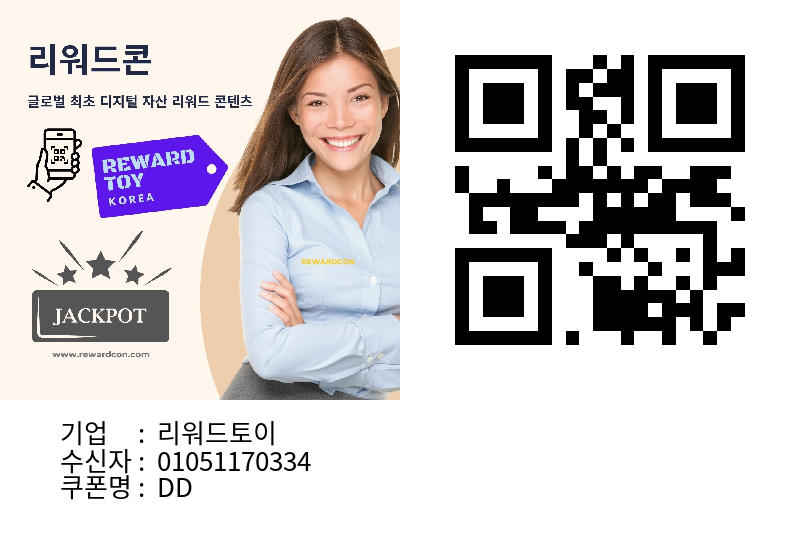 리워드콘
글로벌 최초 디지털 자산 리워드 콘텐츠
REWARD
TOY
KOREA
REWARDCON
JACKPOT
www.rewardcon.com
기업 : 리워드토이
수신자 : 01051170334
쿠폰명 : DD